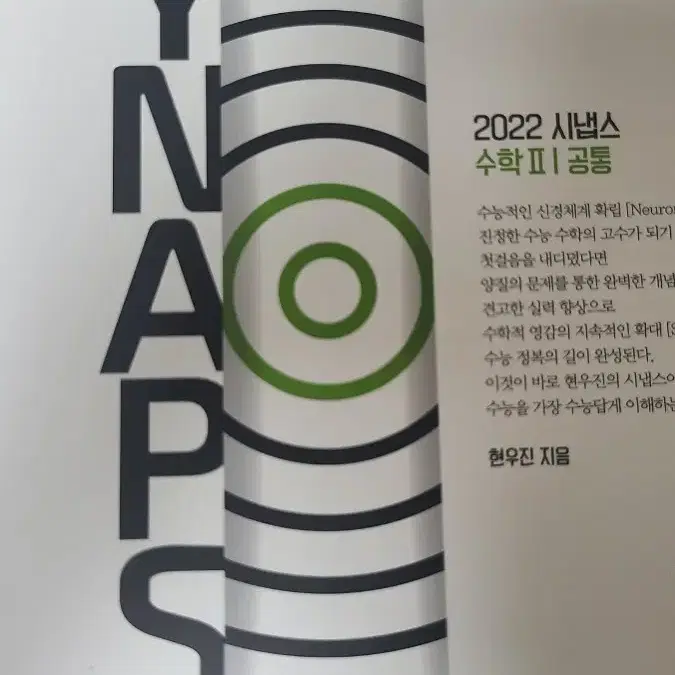 YNAPS
2022 시냅스
수학 Ⅱ | 공통
수능적인 신경체계 확립 [Neuro
진정한 수능 수학의 고수가 되기
첫걸음을 내디뎠다면
양질의 문제를 통한 완벽한 개념
견고한 실력 향상으로
수학적 영감의 지속적인 확대 [S
수능 정복의 길이 완성된다.
이것이 바로 현우진의 시냅스
수능을 가장 수능답게 이해하는
현우진 지음